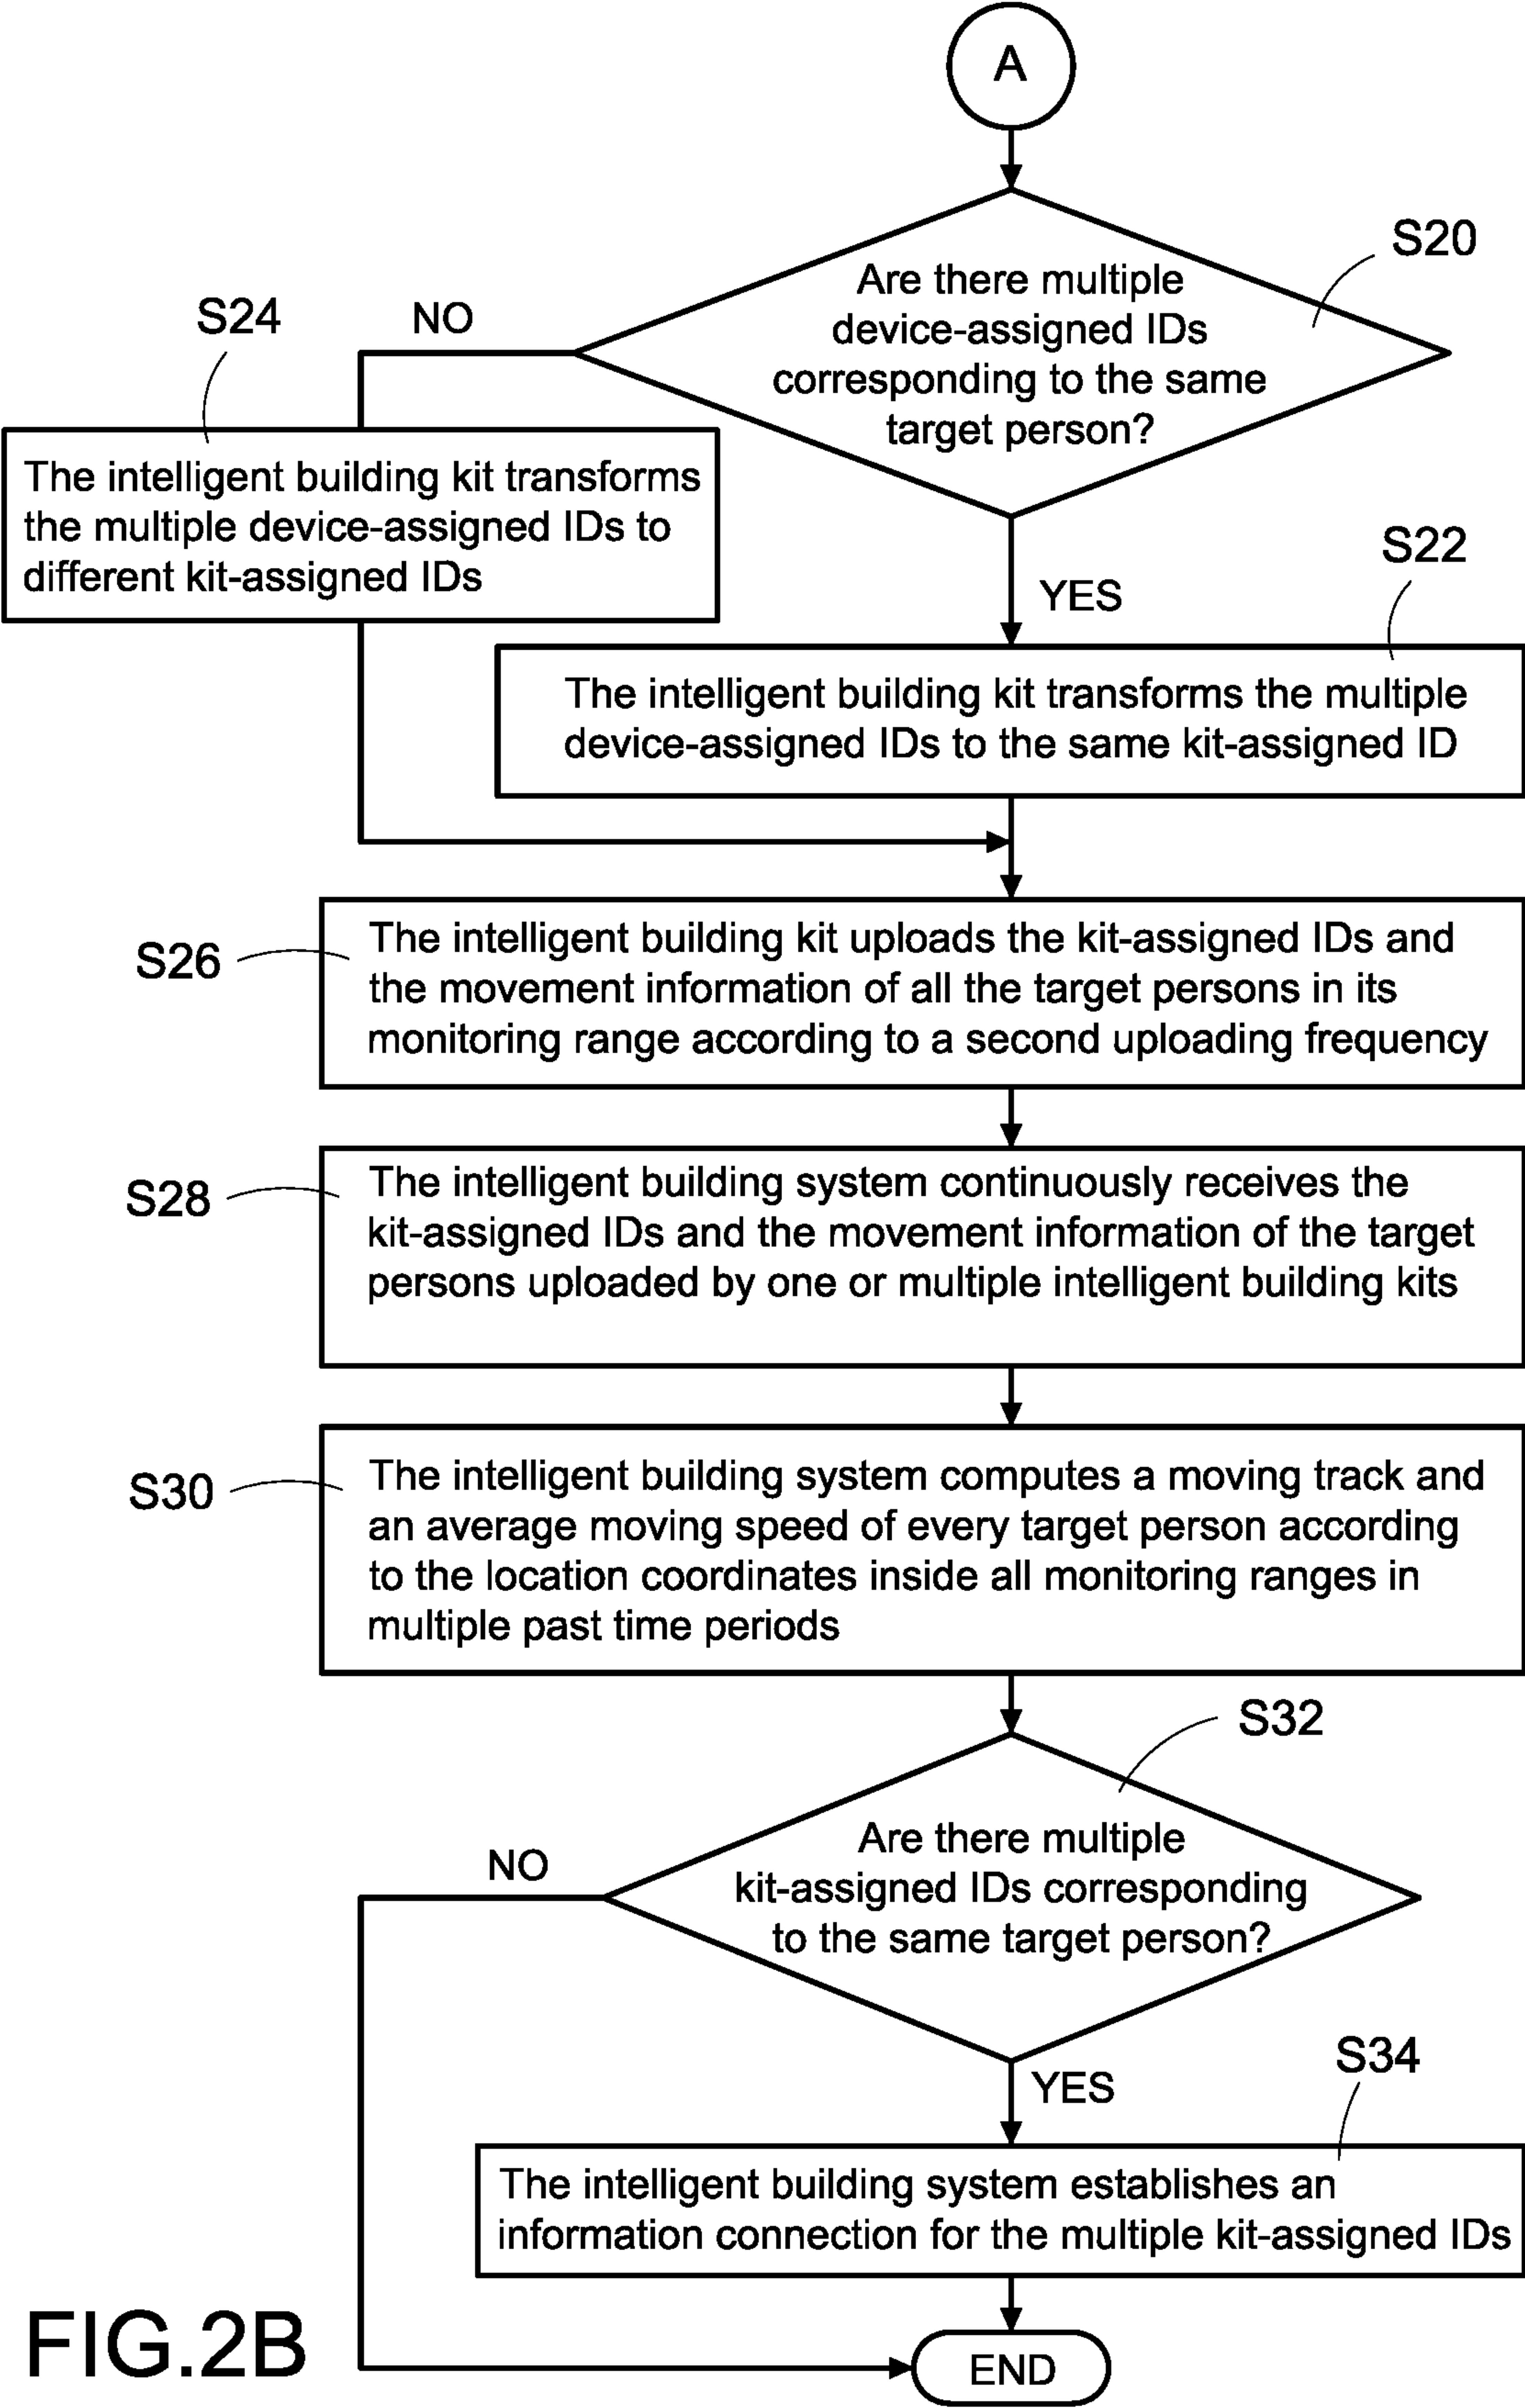 A
S20
Are there multiple
device-assigned IDs
corresponding to the same
target person?
NO
S24
The intelligent building kit transforms
the multiple device-assigned IDs to
different kit-assigned IDs
YES
S22
The intelligent building kit transforms the multiple
device-assigned IDs to the same kit-assigned ID
S26
The intelligent building kit uploads the kit-assigned IDs and
the movement information of all the target persons in its
monitoring range according to a second uploading frequency
S28
The intelligent building system continuously receives the
kit-assigned IDs and the movement information of the target
persons uploaded by one or multiple intelligent building kits
S30
The intelligent building system computes a moving track and
an average moving speed of every target person according
to the location coordinates inside all monitoring ranges in
multiple past time periods
S32
Are there multiple
kit-assigned IDs corresponding
to the same target person?
NO
YES
S34
The intelligent building system establishes an
information connection for the multiple kit-assigned IDs
END
FIG.2B